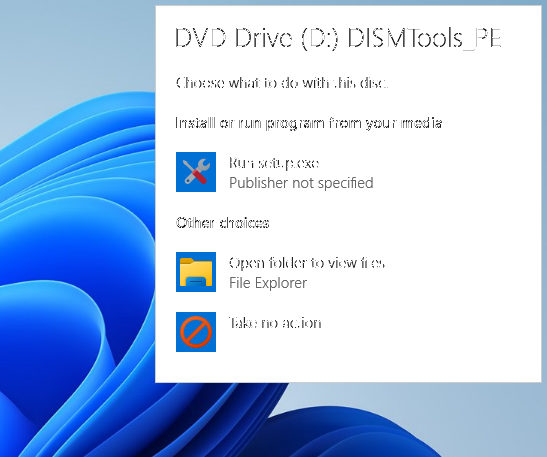 DVD Drive (D:) DISMTools_PE
Choose what to do with this disc.
Install or run program from your media
Run setup.exe
Publisher not specified
Other choices
Open folder to view files
File Explorer
Take no action